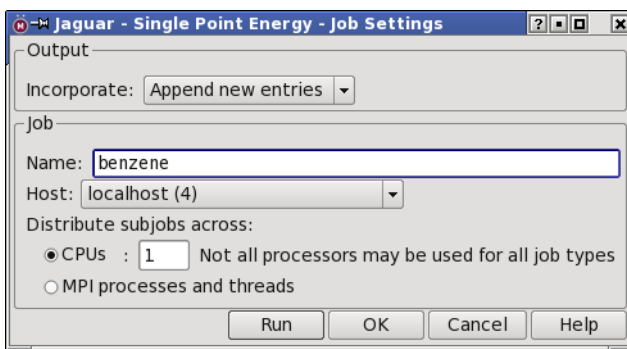 Jaguar - Single Point Energy - Job Settings
Output
Incorporate: Append new entries
Job
Name: benzene
Host: localhost (4)
Distribute subjobs across:
CPUs : 1 Not all processors may be used for all job types
MPI processes and threads
Run OK Cancel Help